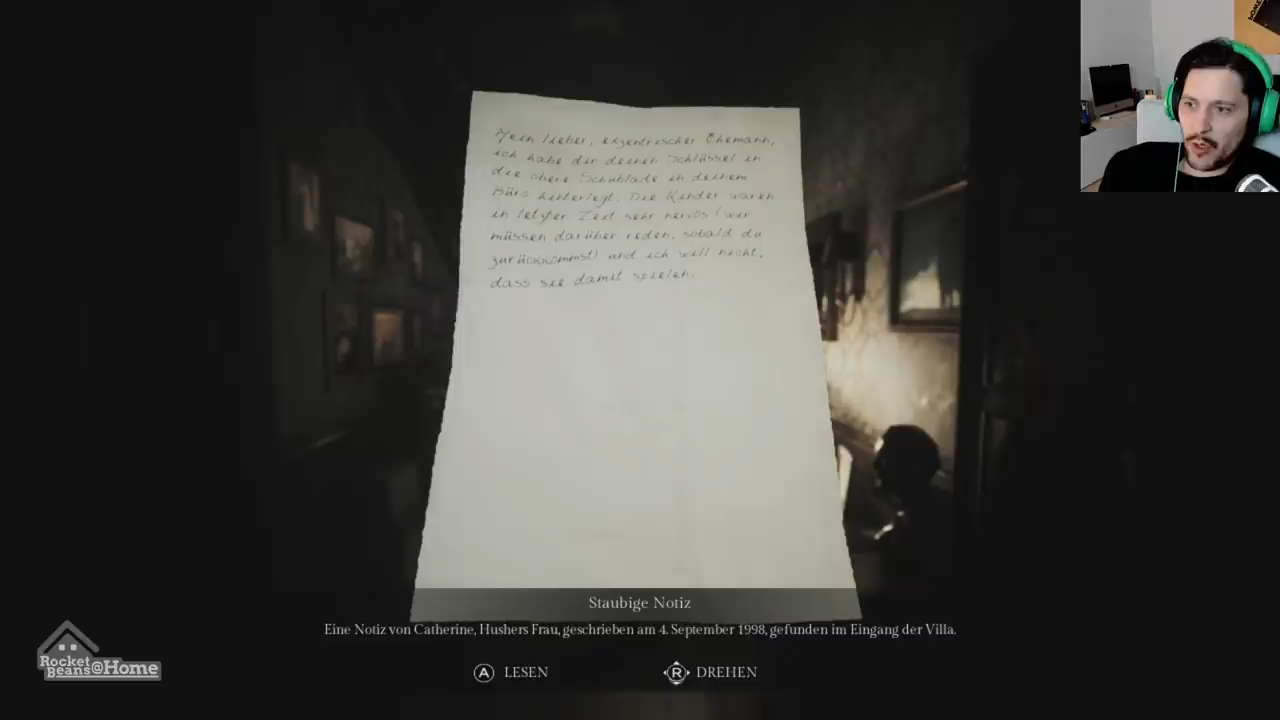 Mein lieber, exzentrischer Ehemann,
ich habe dir deinen Schlüssel in
die obere Schublade in deinem
Büro hinterlegt. Die Kinder waren
in letzter Zeit sehr nervös (wir
müssen darüber reden, sobald du
zurückkommst) und ich will nicht,
dass sie damit spielen.
Staubige Notiz
Eine Notiz von Catherine, Hushers Frau, geschrieben am 4. September 1998, gefunden im Eingang der Villa.
A LESEN
R DREHEN
Rocket
Beans@Home